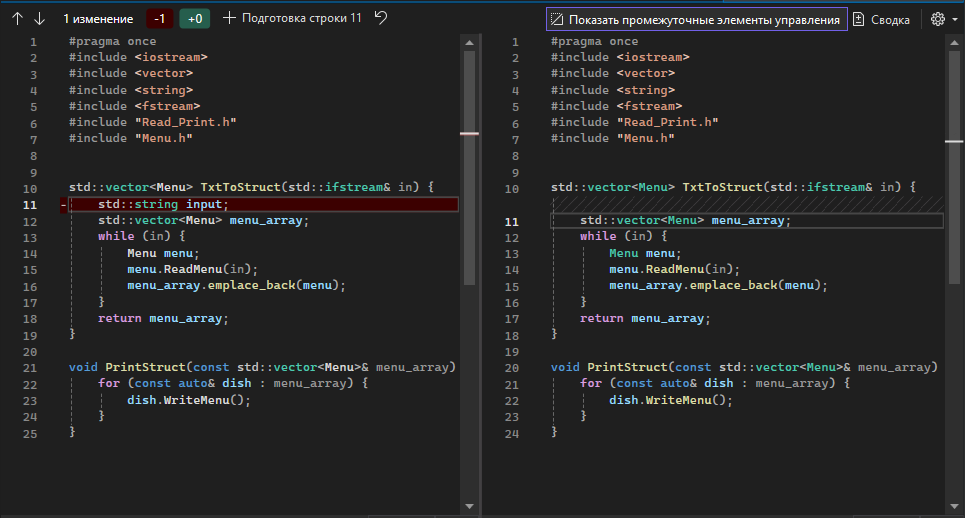 1 изменение -1 +0 Подготовка строки 11 Показать промежуточные элементы управления Сводка
1 #pragma once
2 #include <iostream>
3 #include <vector>
4 #include <string>
5 #include <fstream>
6 #include "Read_Print.h"
7 #include "Menu.h"
8
9
10 std::vector<Menu> TxtToStruct(std::ifstream& in) {
11 - std::string input;
12 std::vector<Menu> menu_array;
13 while (in) {
14 Menu menu;
15 menu.ReadMenu(in);
16 menu_array.emplace_back(menu);
17 }
18 return menu_array;
19 }
20
21 void PrintStruct(const std::vector<Menu>& menu_array)
22 for (const auto& dish : menu_array) {
23 dish.WriteMenu();
24 }
25 }
1 #pragma once
2 #include <iostream>
3 #include <vector>
4 #include <string>
5 #include <fstream>
6 #include "Read_Print.h"
7 #include "Menu.h"
8
9
10 std::vector<Menu> TxtToStruct(std::ifstream& in) {
11 std::vector<Menu> menu_array;
12 while (in) {
13 Menu menu;
14 menu.ReadMenu(in);
15 menu_array.emplace_back(menu);
16 }
17 return menu_array;
18 }
19
20 void PrintStruct(const std::vector<Menu>& menu_array)
21 for (const auto& dish : menu_array) {
22 dish.WriteMenu();
23 }
24 }